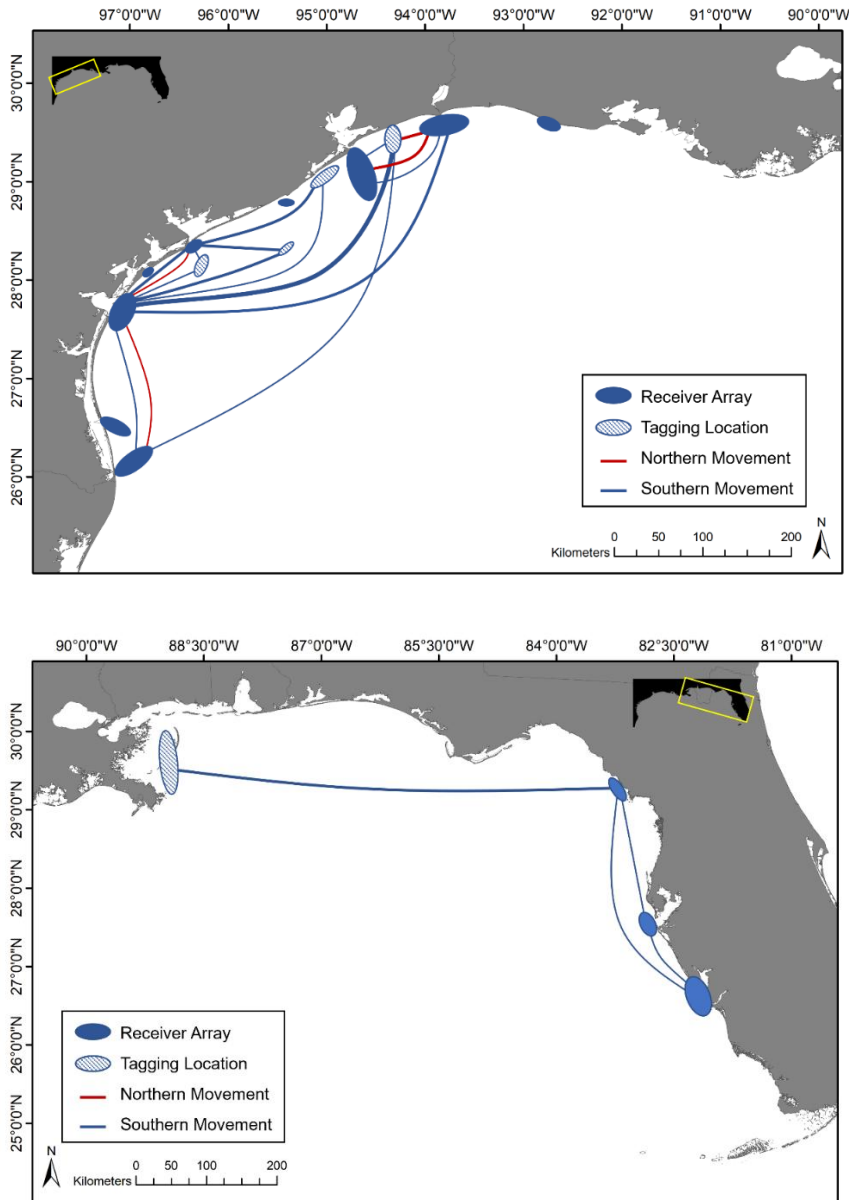 97°0'0"W 96°0'0"W 95°0'0"W 94°0'0"W 93°0'0"W 92°0'0"W 91°0'0"W 90°0'0"W
30°0'0"N
29°0'0"N
28°0'0"N
27°0'0"N
26°0'0"N
Receiver Array
Tagging Location
Northern Movement
Southern Movement
N
Kilometers 0 50 100 200
90°0'0"W 88°30'0"W 87°0'0"W 85°30'0"W 84°0'0"W 82°30'0"W 81°0'0"W
30°0'0"N
29°0'0"N
28°0'0"N
27°0'0"N
26°0'0"N
25°0'0"N
Receiver Array
Tagging Location
Northern Movement
Southern Movement
N
Kilometers 0 50 100 200